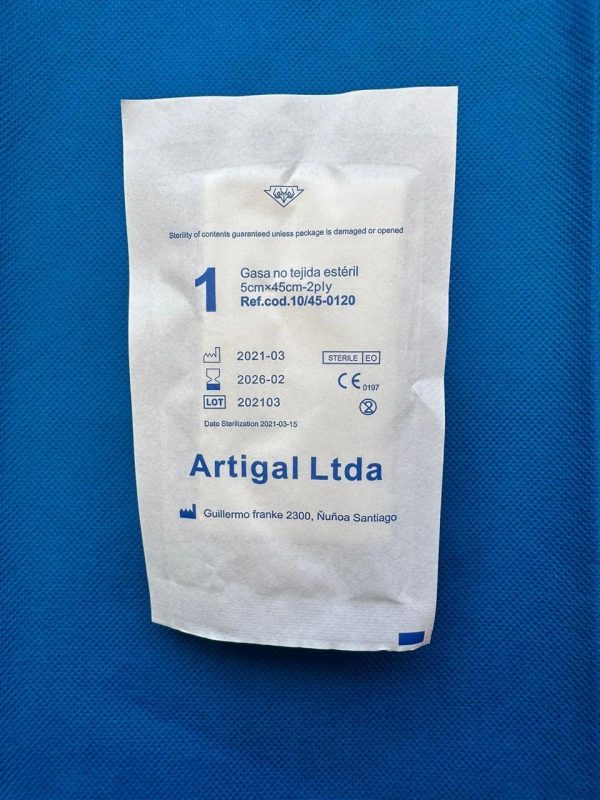 Sterility of contents guaranteed unless package is damaged or opened
1 Gasa no tejida estéril
5cm×45cm-2ply
Ref.cod.10/45-0120
2021-03 STERILE EO
2026-02 CE 0197
LOT 202103 2
Date Sterilization 2021-03-15
Artigal Ltda
Guillermo franke 2300, Ñuñoa Santiago